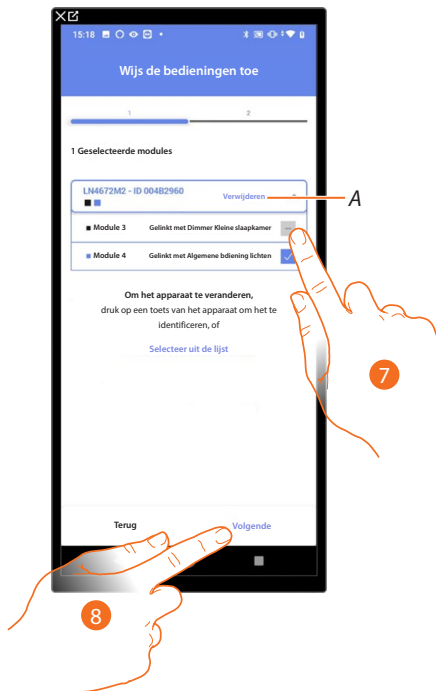 15:18
Wijs de bedieningen toe
1 2
1 Geselecteerde modules
LN4672M2 - ID 004B2960
Verwijderen
A
Module 3 Gelinkt met Dimmer Kleine slaapkamer
Module 4 Gelinkt met Algemene bdiening lichten
Om het apparaat te veranderen,
druk op een toets van het apparaat om het te
identificeren, of
Selecteer uit de lijst
7
Terug Volgende
8